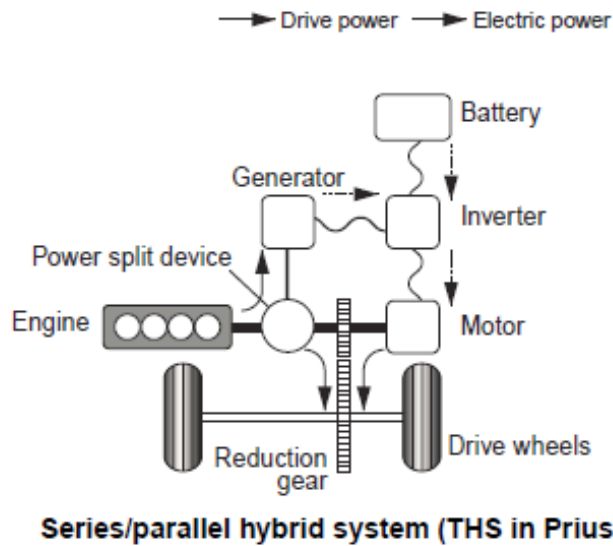 Drive power Electric power
Battery
Generator
Inverter
Power split device
Engine
Motor
Drive wheels
Reduction
gear
Series/parallel hybrid system (THS in Prius